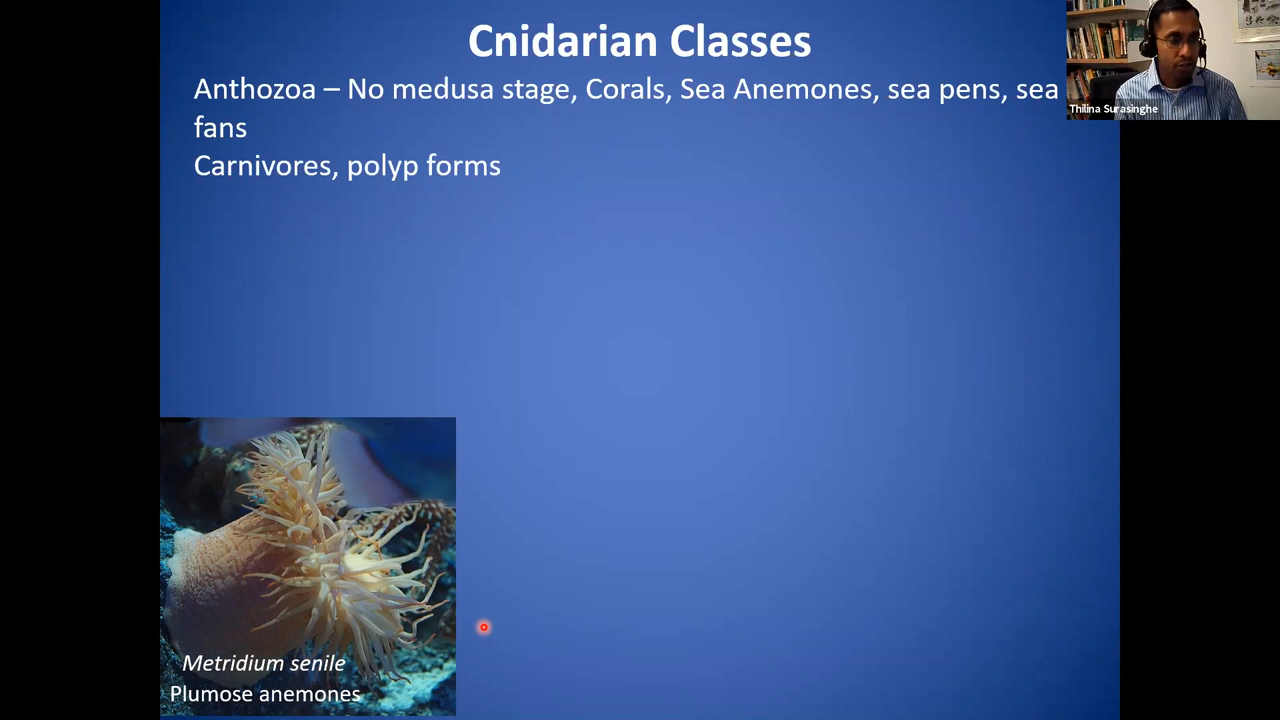 Cnidarian Classes
Anthozoa – No medusa stage, Corals, Sea Anemones, sea pens, sea
fans
Carnivores, polyp forms
Thilina Surasinghe
Metridium senile
Plumose anemones